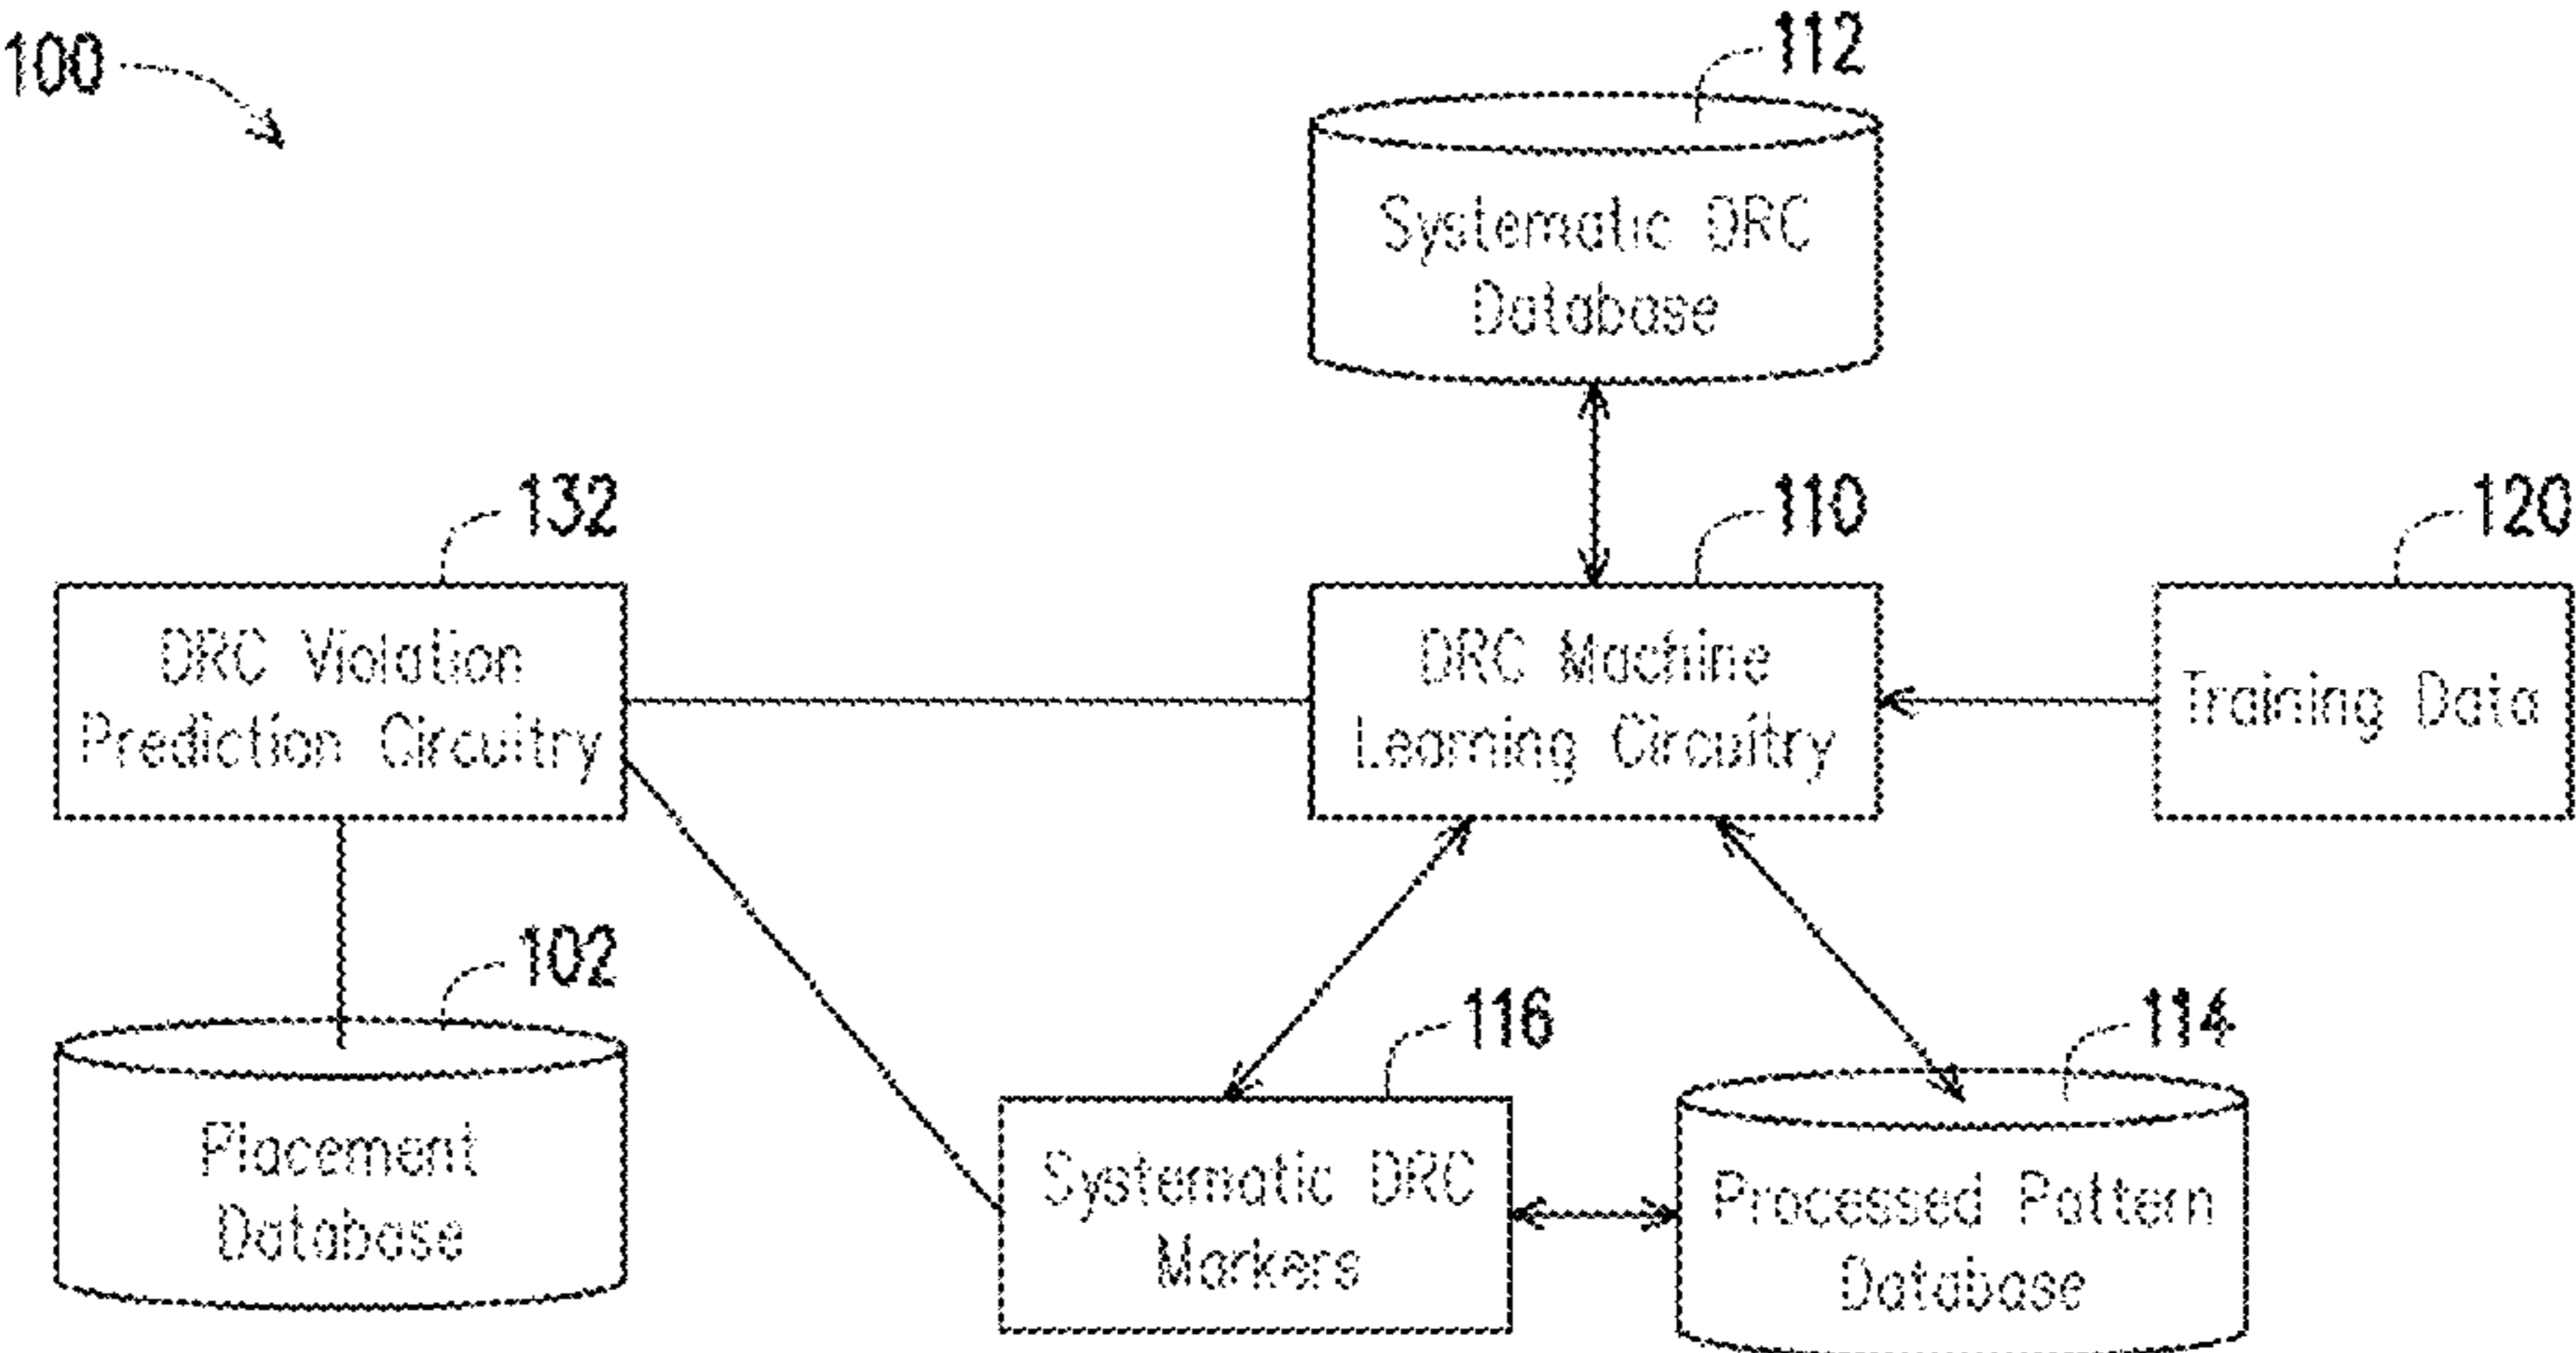 100
112
Systematic DRC
Database
132
110
120
DRC Violation
Prediction Circuitry
DRC Machine
Learning Circuitry
Training Data
102
116
114
Placement
Database
Systematic DRC
Markers
Processed Pattern
Database